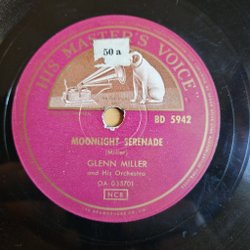 "HIS MASTER'S VOICE"
50 a
BD 5942
MOONLIGHT SERENADE
(Miller)
GLENN MILLER
and His Orchestra
OA 035701
NCB